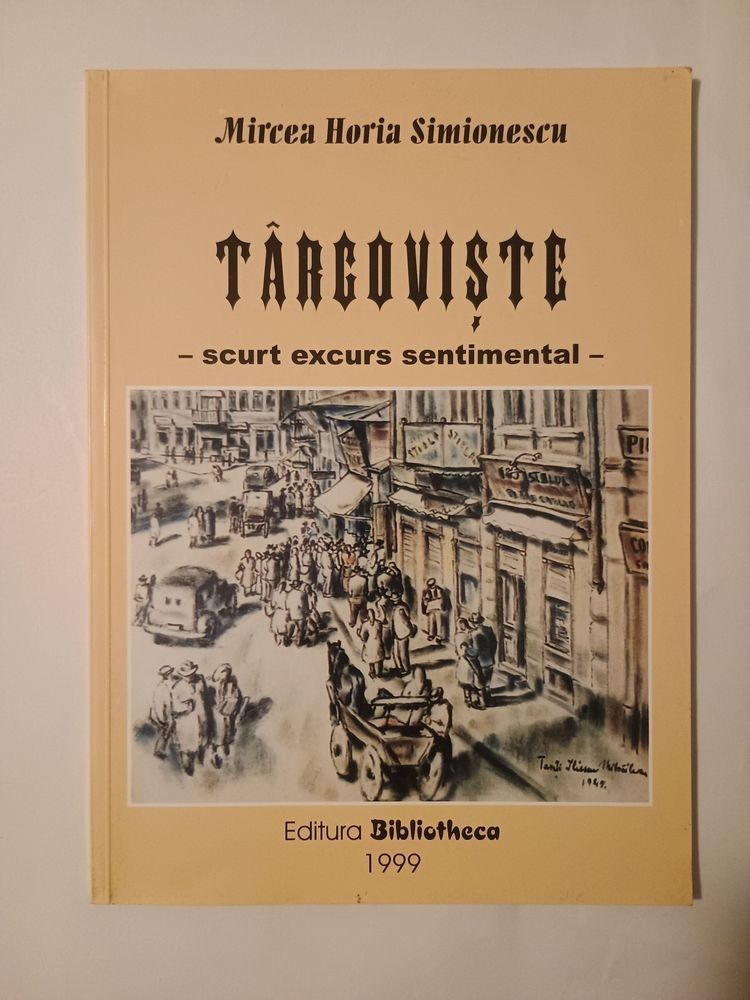 Mircea Horia Simionescu
TÂRGOVIȘTE
– scurt excurs sentimental –
Editura Bibliotheca
1999